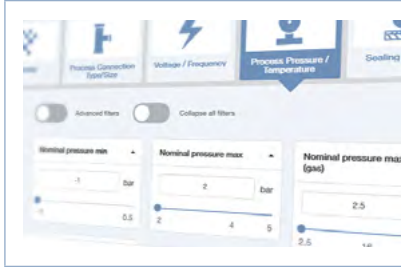 Process Connection
Type/Size
Voltage / Frequency
Process Pressure /
Temperature
Sealing
Advanced filters
Collapse all filters
Nominal pressure min
Nominal pressure max
Nominal pressure max
(gas)
-1
bar
2
bar
2.5
-1
0.5
2
4
5
2.5